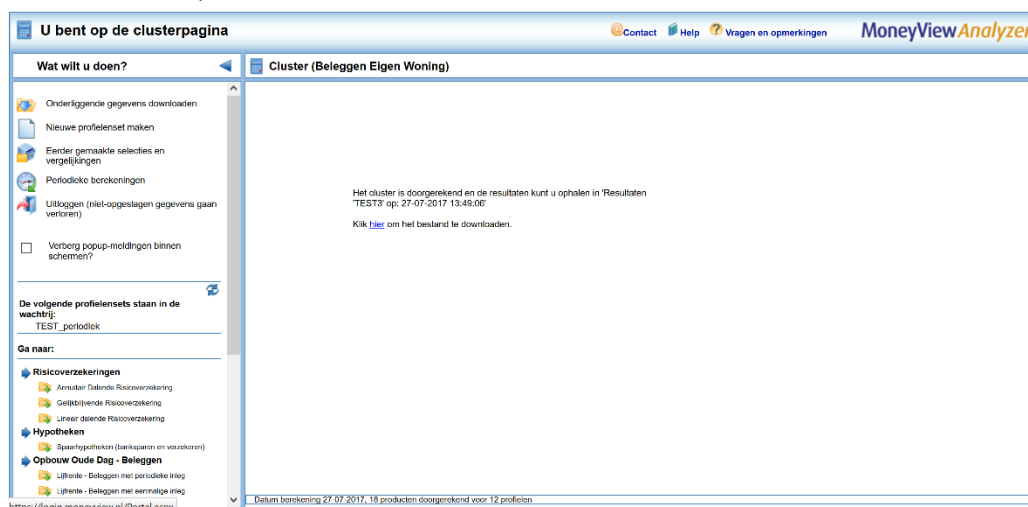 U bent op de clusterpagina
Contact Help Vragen en opmerkingen
MoneyView Analyzer
Wat wilt u doen?
Cluster (Beleggen Eigen Woning)
Onderliggende gegevens downloaden
Nieuwe profielenset maken
Eerder gemaakte selecties en
vergelijkingen
Periodieke berekeningen
Uitloggen (niet-opgeslagen gegevens gaan
verloren)
Verberg popup-meldingen binnen
schermen?
De volgende profielensets staan in de
wachtrij:
TEST_periodiek
Ga naar:
Risicoverzekeringen
Annuïtair Dalende Risicoverzekering
Gelijkblijvende Risicoverzekering
Lineair dalende Risicoverzekering
Hypotheken
Spaarhypotheken (banksparen en verzekeren)
Opbouw Oude Dag - Beleggen
Lijfrente - Beleggen met periodieke inleg
Lijfrente - Beleggen met eenmalige inleg
Het cluster is doorgerekend en de resultaten kunt u ophalen in 'Resultaten
'TEST3' op: 27-07-2017 13:49:06'
Klik hier om het bestand te downloaden.
Datum berekening 27-07-2017, 18 producten doorgerekend voor 12 profielen
https://login.moneyview.nl/Portal.aspx